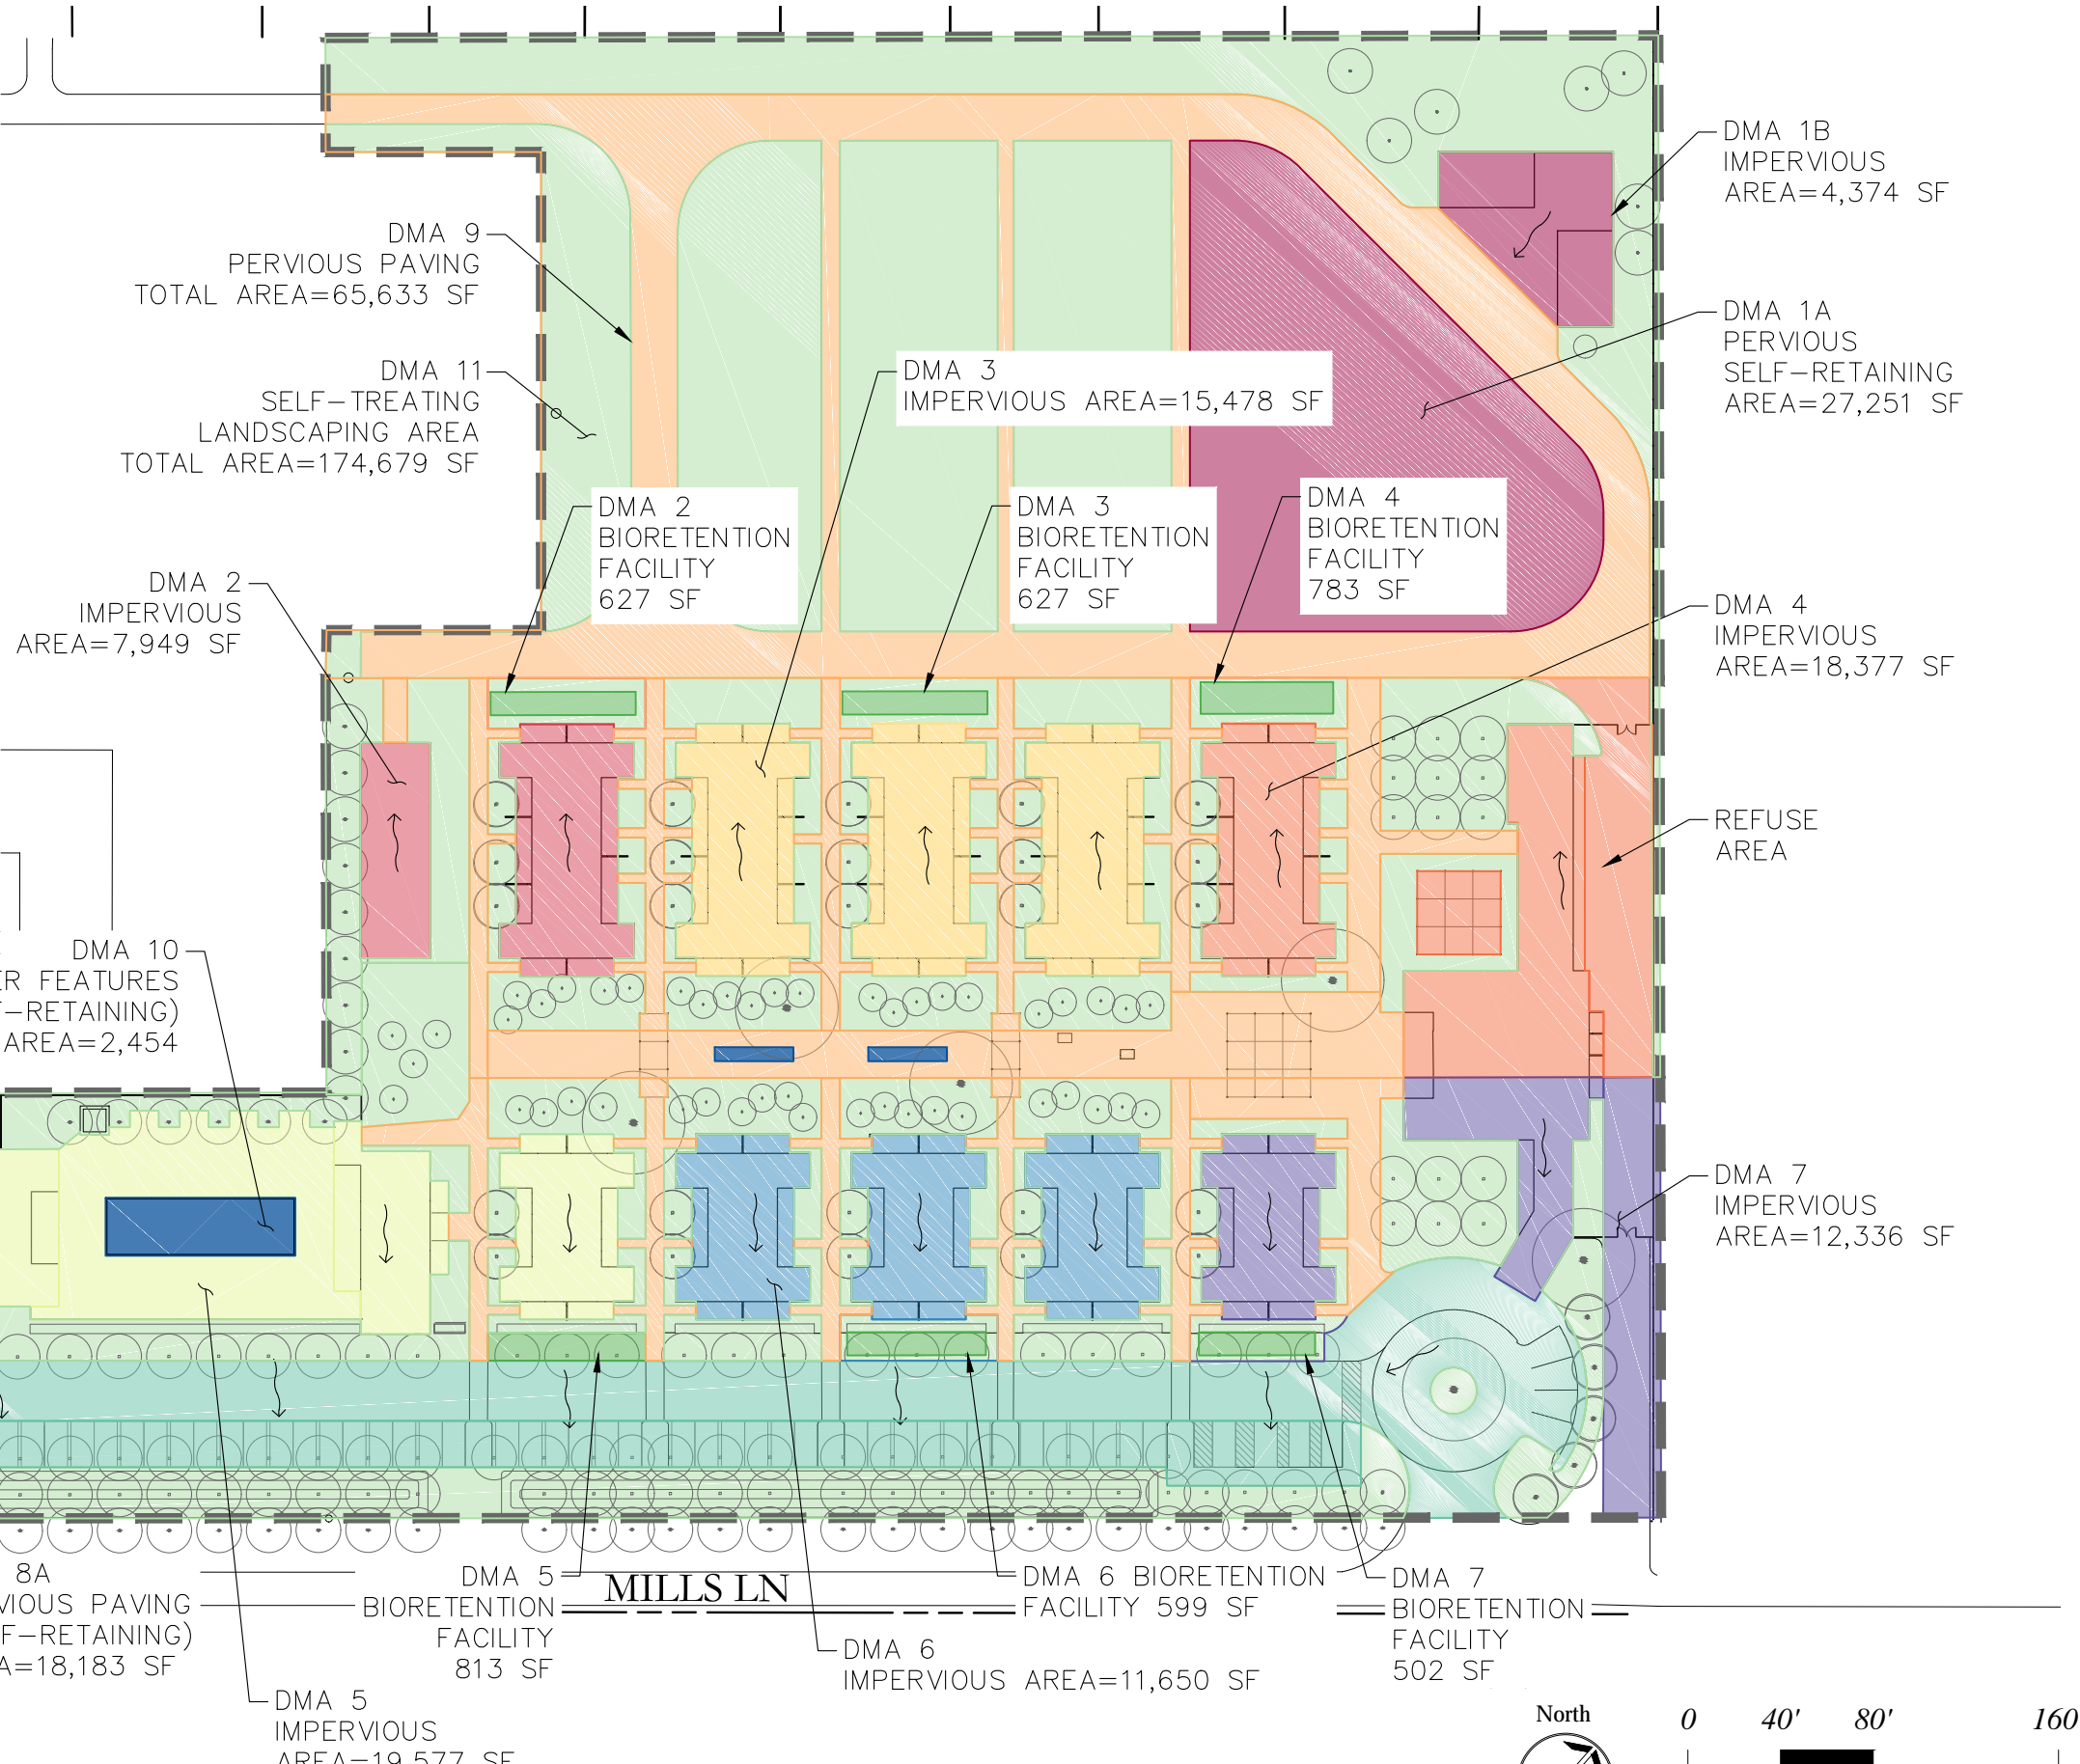 DMA 1B
IMPERVIOUS
AREA=4,374 SF
DMA 9
PERVIOUS PAVING
TOTAL AREA=65,633 SF
DMA 1A
PERVIOUS
SELF-RETAINING
AREA=27,251 SF
DMA 11
SELF-TREATING
LANDSCAPING AREA
TOTAL AREA=174,679 SF
DMA 3
IMPERVIOUS AREA=15,478 SF
DMA 2
BIORETENTION
FACILITY
627 SF
DMA 3
BIORETENTION
FACILITY
627 SF
DMA 4
BIORETENTION
FACILITY
783 SF
DMA 2
IMPERVIOUS
AREA=7,949 SF
DMA 4
IMPERVIOUS
AREA=18,377 SF
REFUSE
AREA
DMA 10
ER FEATURES
F-RETAINING)
AREA=2,454
DMA 7
IMPERVIOUS
AREA=12,336 SF
8A
VIOUS PAVING
F-RETAINING)
A=18,183 SF
DMA 5
BIORETENTION
FACILITY
813 SF
MILLS LN
DMA 6 BIORETENTION
FACILITY 599 SF
DMA 7
BIORETENTION
FACILITY
502 SF
DMA 6
IMPERVIOUS AREA=11,650 SF
DMA 5
IMPERVIOUS
AREA=19,577 SF
North
0 40' 80' 160